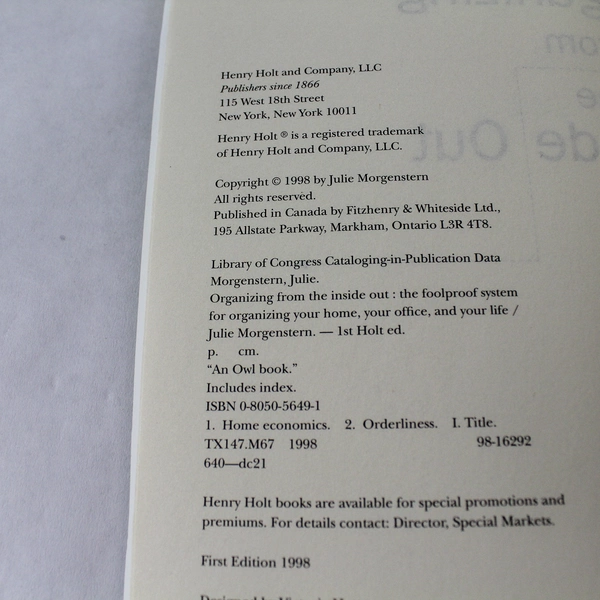 Henry Holt and Company, LLC
Publishers since 1866
115 West 18th Street
New York, New York 10011
Henry Holt ® is a registered trademark
of Henry Holt and Company, LLC.
Copyright © 1998 by Julie Morgenstern
All rights reserved.
Published in Canada by Fitzhenry & Whiteside Ltd.,
195 Allstate Parkway, Markham, Ontario L3R 4T8.
Library of Congress Cataloging-in-Publication Data
Morgenstern, Julie.
Organizing from the inside out : the foolproof system
for organizing your home, your office, and your life /
Julie Morgenstern. — 1st Holt ed.
p. cm.
“An Owl book.”
Includes index.
ISBN 0-8050-5649-1
1. Home economics. 2. Orderliness. I. Title.
TX147.M67 1998 98-16292
640—dc21
Henry Holt books are available for special promotions and
premiums. For details contact: Director, Special Markets.
First Edition 1998